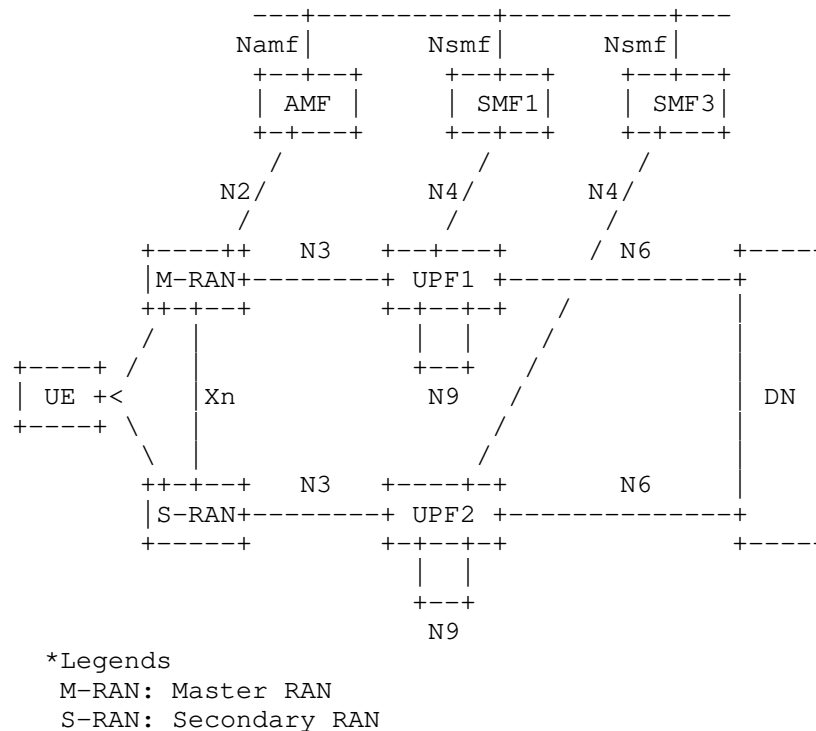 Namf Nsmf Nsmf
AMF SMF1 SMF3
N2 N4 N4
N3 N6
M-RAN UPF1
UE Xn N9 DN
N3 N6
S-RAN UPF2
N9
*Legends
M-RAN: Master RAN
S-RAN: Secondary RAN